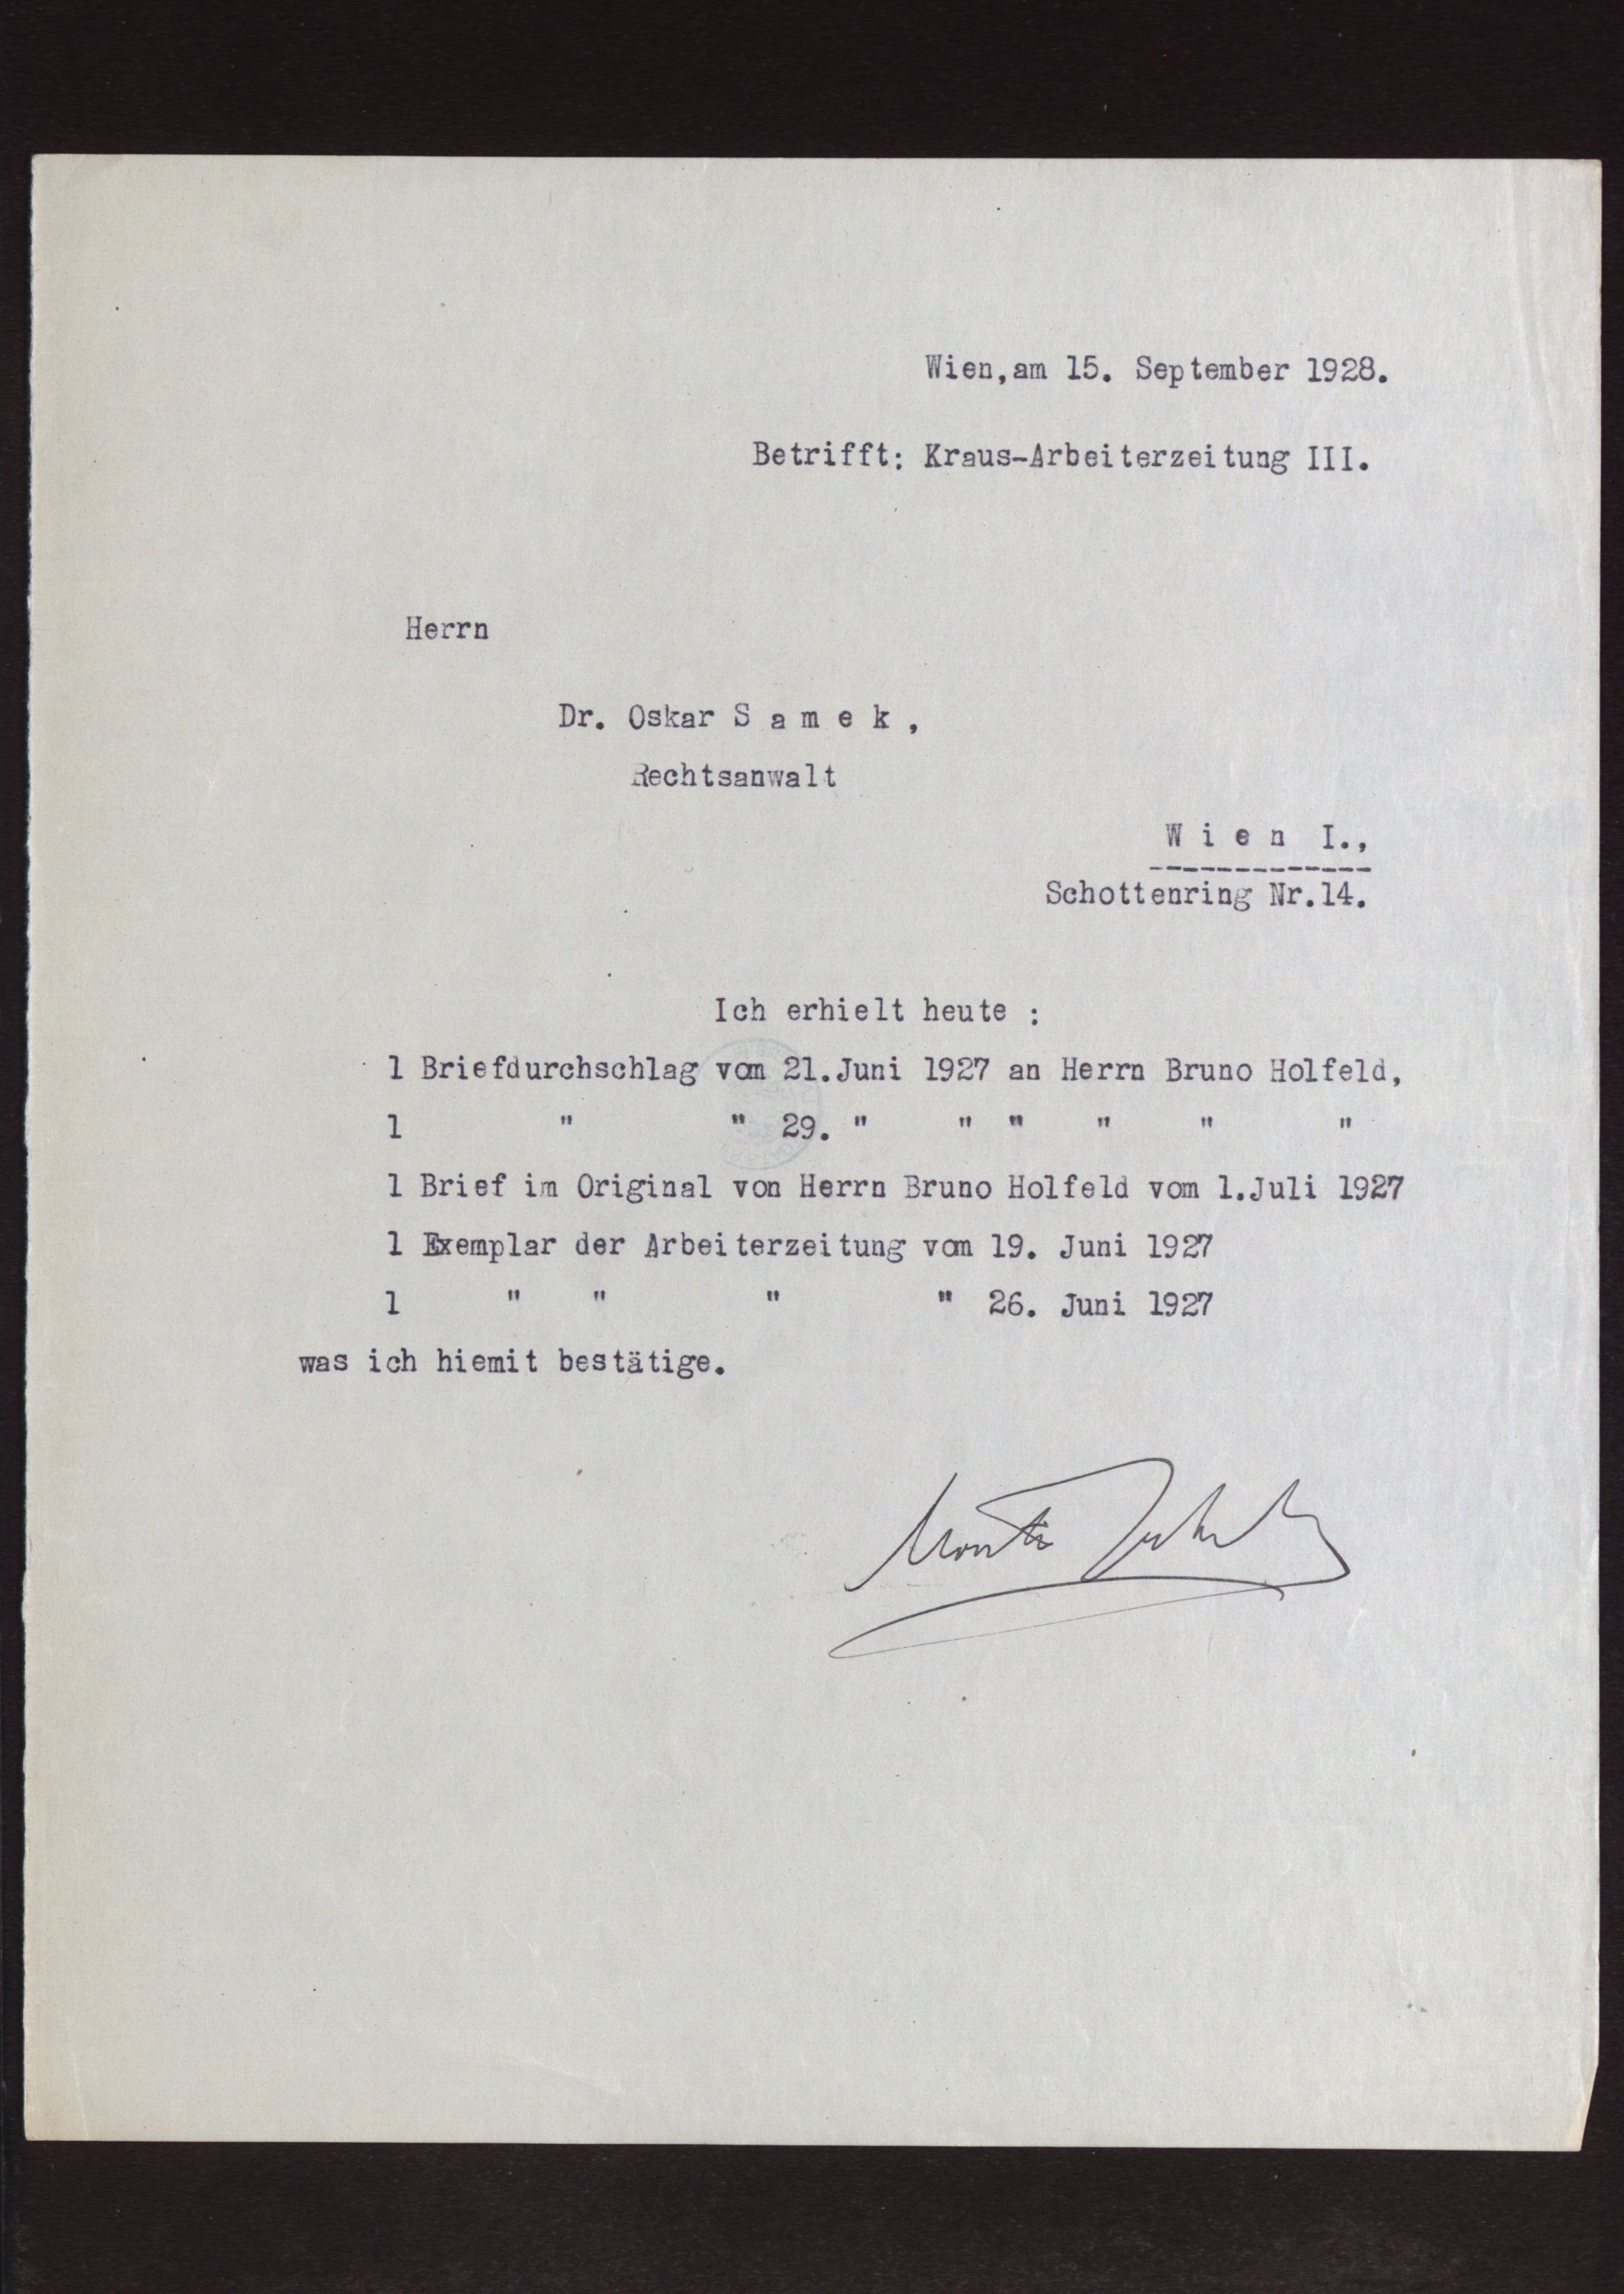 Wien,am 15. September 1928.
Betrifft: Kraus-Arbeiterzeitung III.
Herrn
Dr. Oskar S a m e k ,
Rechtsanwalt
W i e n I.,
Schottenring Nr.14.
Ich erhielt heute :
1 Briefdurchschlag vom 21.Juni 1927 an Herrn Bruno Holfeld,
1 " " 29. " " " " " "
1 Brief im Original von Herrn Bruno Holfeld vom 1.Juli 1927
1 Exemplar der Arbeiterzeitung vom 19. Juni 1927
1 " " " " 26. Juni 1927
was ich hiemit bestätige.